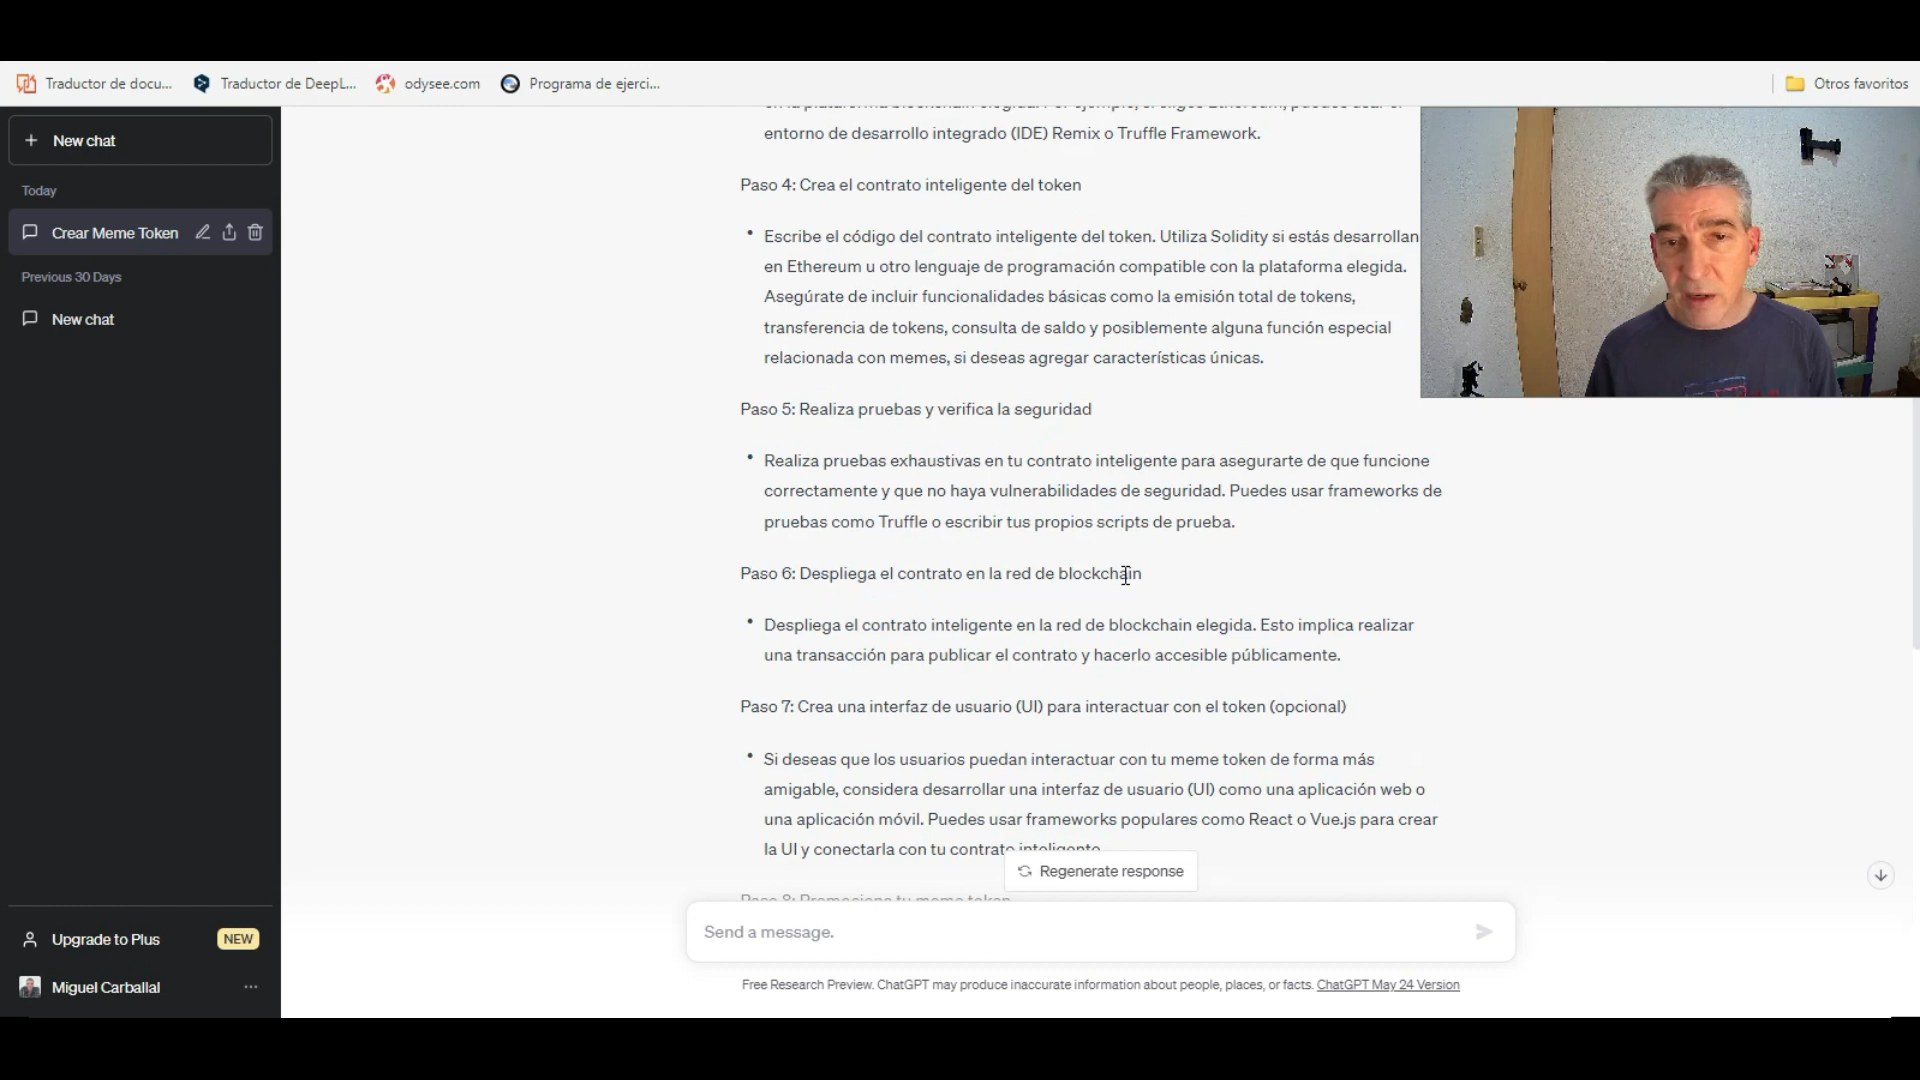 Traductor de docu...
Traductor de DeepL...
odysee.com
Programa de ejerci...
Otros favoritos
New chat
Today
Crear Meme Token
Previous 30 Days
New chat
Upgrade to Plus
NEW
Miguel Carballal
...
entorno de desarrollo integrado (IDE) Remix o Truffle Framework.
Paso 4: Crea el contrato inteligente del token
• Escribe el código del contrato inteligente del token. Utiliza Solidity si estás desarrollan
en Ethereum u otro lenguaje de programación compatible con la plataforma elegida.
Asegúrate de incluir funcionalidades básicas como la emisión total de tokens,
transferencia de tokens, consulta de saldo y posiblemente alguna función especial
relacionada con memes, si deseas agregar características únicas.
Paso 5: Realiza pruebas y verifica la seguridad
• Realiza pruebas exhaustivas en tu contrato inteligente para asegurarte de que funcione
correctamente y que no haya vulnerabilidades de seguridad. Puedes usar frameworks de
pruebas como Truffle o escribir tus propios scripts de prueba.
Paso 6: Despliega el contrato en la red de blockchain
• Despliega el contrato inteligente en la red de blockchain elegida. Esto implica realizar
una transacción para publicar el contrato y hacerlo accesible públicamente.
Paso 7: Crea una interfaz de usuario (UI) para interactuar con el token (opcional)
• Si deseas que los usuarios puedan interactuar con tu meme token de forma más
amigable, considera desarrollar una interfaz de usuario (UI) como una aplicación web o
una aplicación móvil. Puedes usar frameworks populares como React o Vue.js para crear
la UI y conectarla con tu contrato inteligente.
Regenerate response
Paso 8: Promociona tu meme token
Send a message.
Free Research Preview. ChatGPT may produce inaccurate information about people, places, or facts. ChatGPT May 24 Version